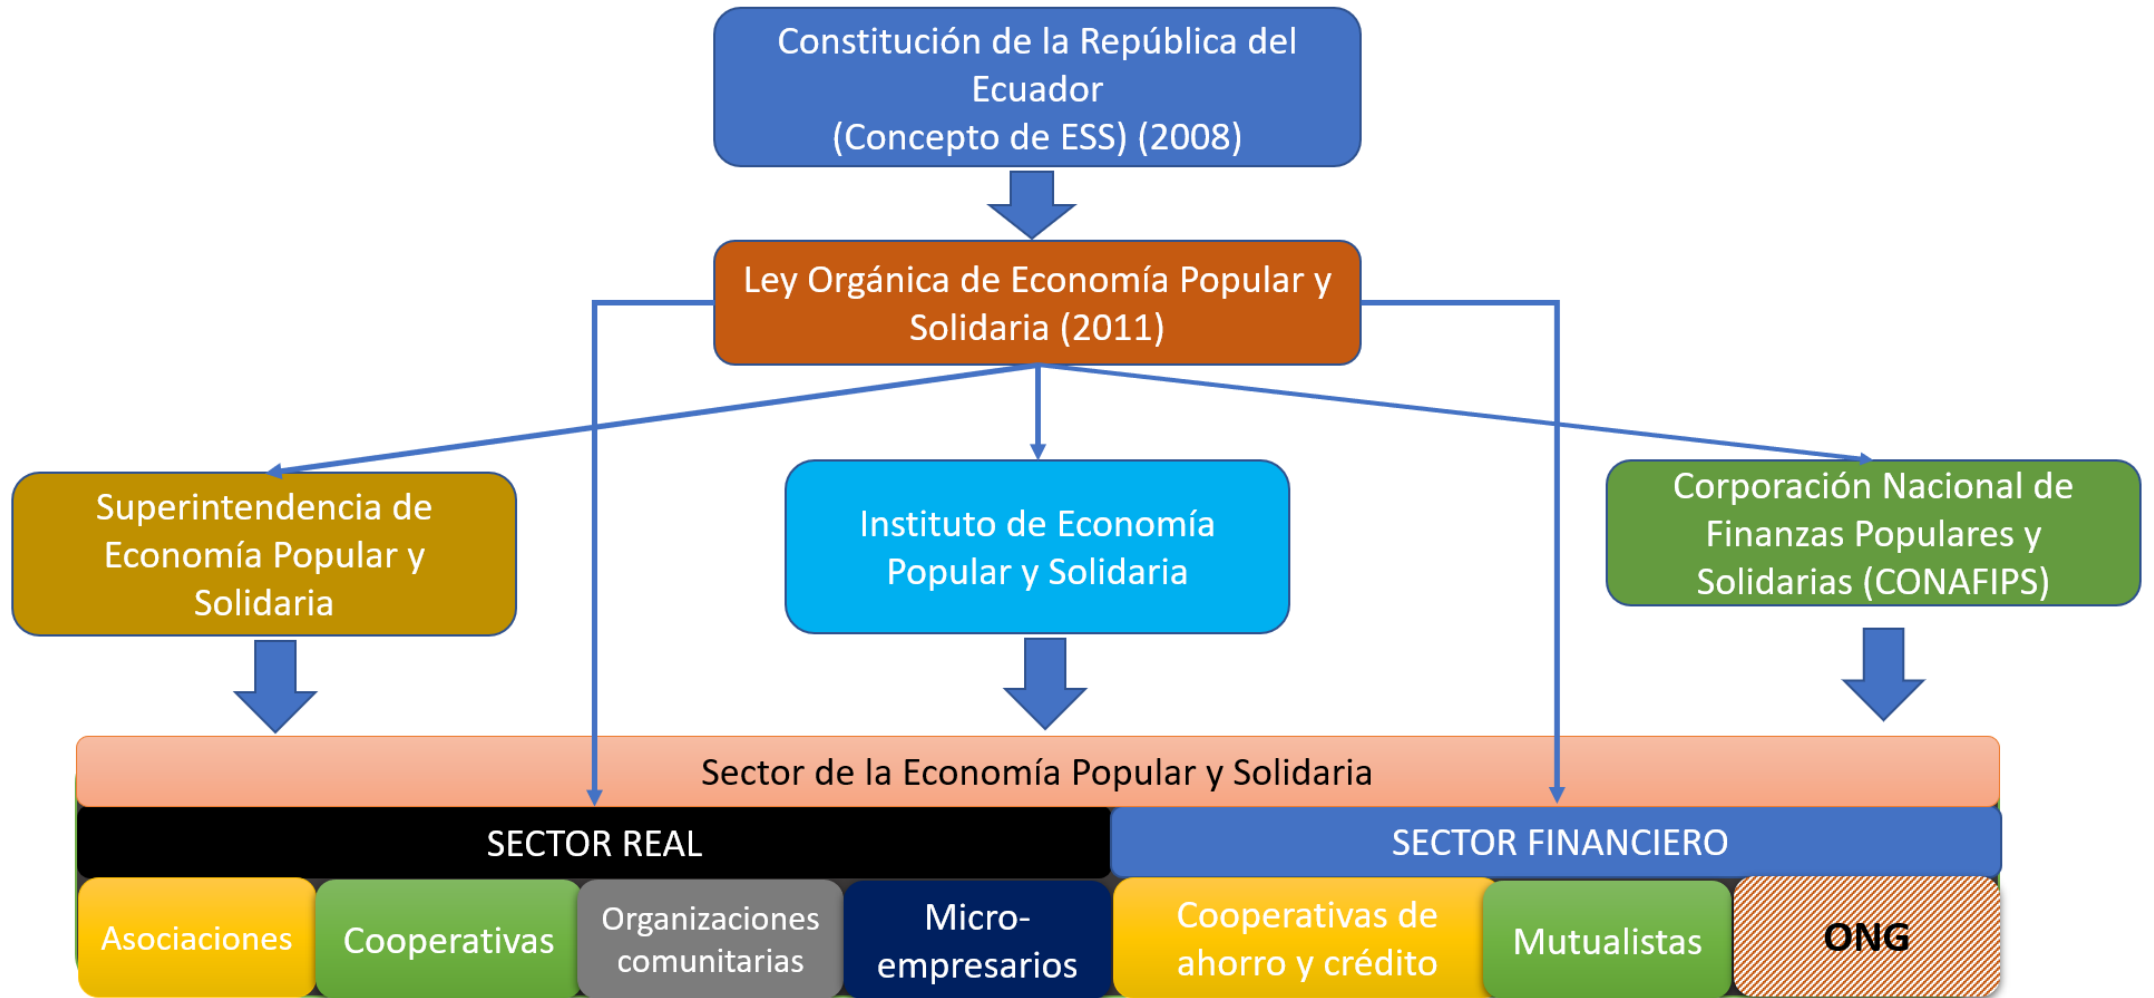 Constitución de la República del
Ecuador
(Concepto de ESS) (2008)
Ley Orgánica de Economía Popular y
Solidaria (2011)
Superintendencia de
Economía Popular y
Solidaria
Instituto de Economía
Popular y Solidaria
Corporación Nacional de
Finanzas Populares y
Solidarias (CONAFIPS)
Sector de la Economía Popular y Solidaria
SECTOR REAL
SECTOR FINANCIERO
Asociaciones
Cooperativas
Organizaciones
comunitarias
Micro-
empresarios
Cooperativas de
ahorro y crédito
Mutualistas
ONG